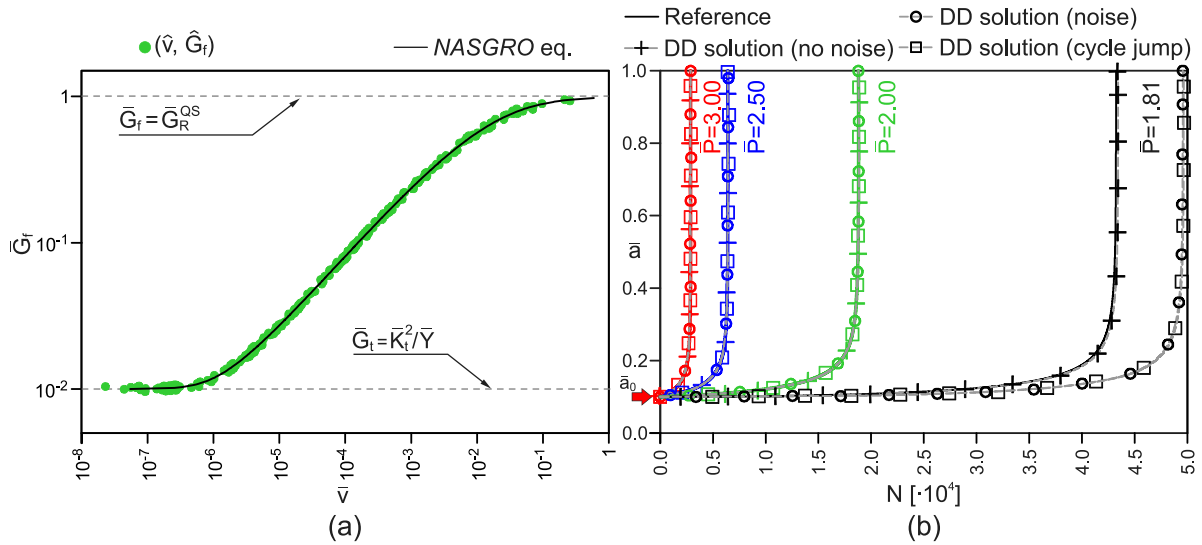 (v̂, Ĝf)
NASGRO eq.
Ḡf=ḠR^QS
Ḡt=K̄t²/Ȳ
Ḡf
1
10-1
10-2
10-8
10-7
10-6
10-5
10-4
10-3
10-2
10-1
1
v̄
(a)
Reference
DD solution (noise)
DD solution (no noise)
DD solution (cycle jump)
P̄=3.00
P̄=2.50
P̄=2.00
P̄=1.81
ā
ā0
1.0
0.8
0.6
0.4
0.2
0.0
0.0
0.5
1.0
1.5
2.0
2.5
3.0
3.5
4.0
4.5
5.0
N [·10⁴]
(b)